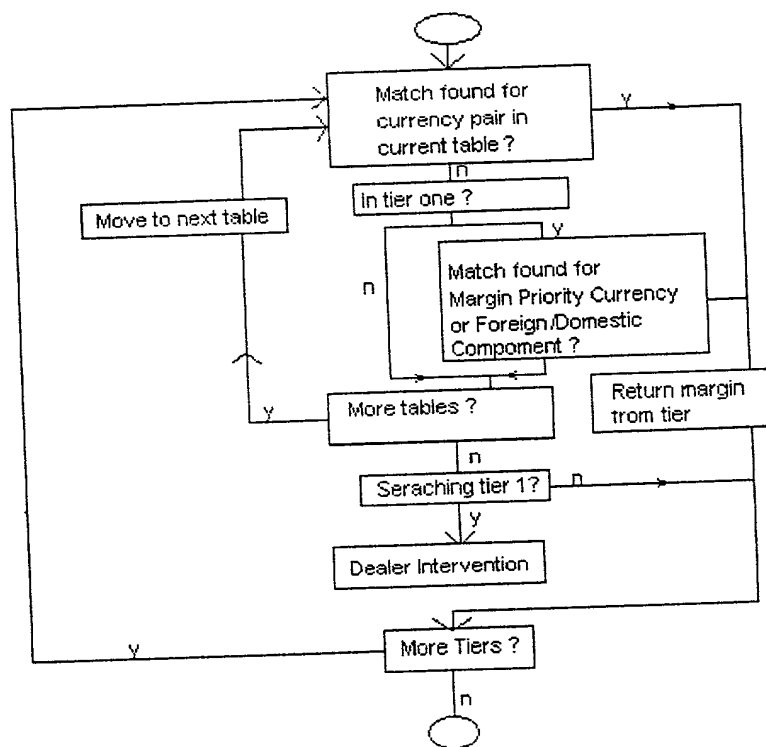 Match found for
currency pair in
current table ?
y
n
In tier one ?
Move to next table
y
n
Match found for
Margin Priority Currency
or Foreign/Domestic
Compoment ?
Return margin
trom tier
More tables ?
y
n
Seraching tier 1?
n
y
Dealer Intervention
More Tiers ?
y
n